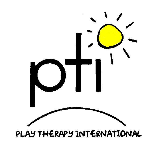 pti
PLAY THERAPY INTERNATIONAL